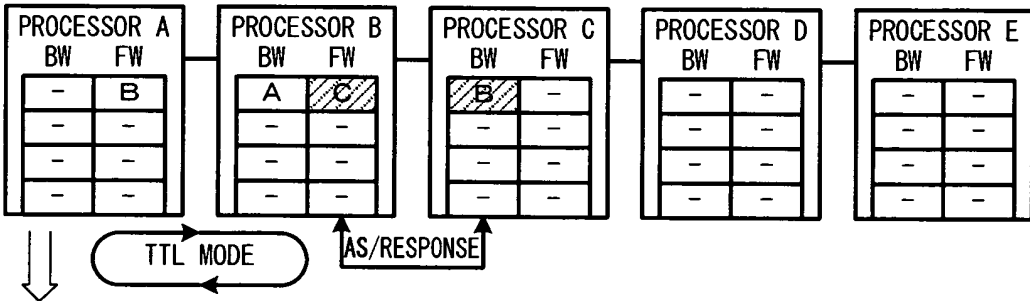 PROCESSOR A PROCESSOR B PROCESSOR C PROCESSOR D PROCESSOR E
BW FW BW FW BW FW BW FW BW FW
- B A C B - - - - -
- - - - - - - - - -
- - - - - - - - - -
- - - - - - - - - -
TTL MODE AS/RESPONSE